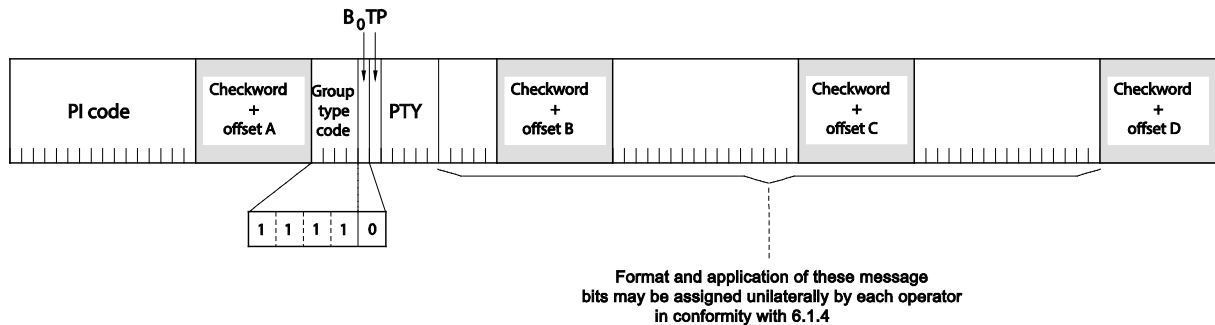 B₀TP
PI code
Checkword
+
offset A
Group
type
code
PTY
Checkword
+
offset B
Checkword
+
offset C
Checkword
+
offset D
1 1 1 1 0
Format and application of these message
bits may be assigned unilaterally by each operator
in conformity with 6.1.4